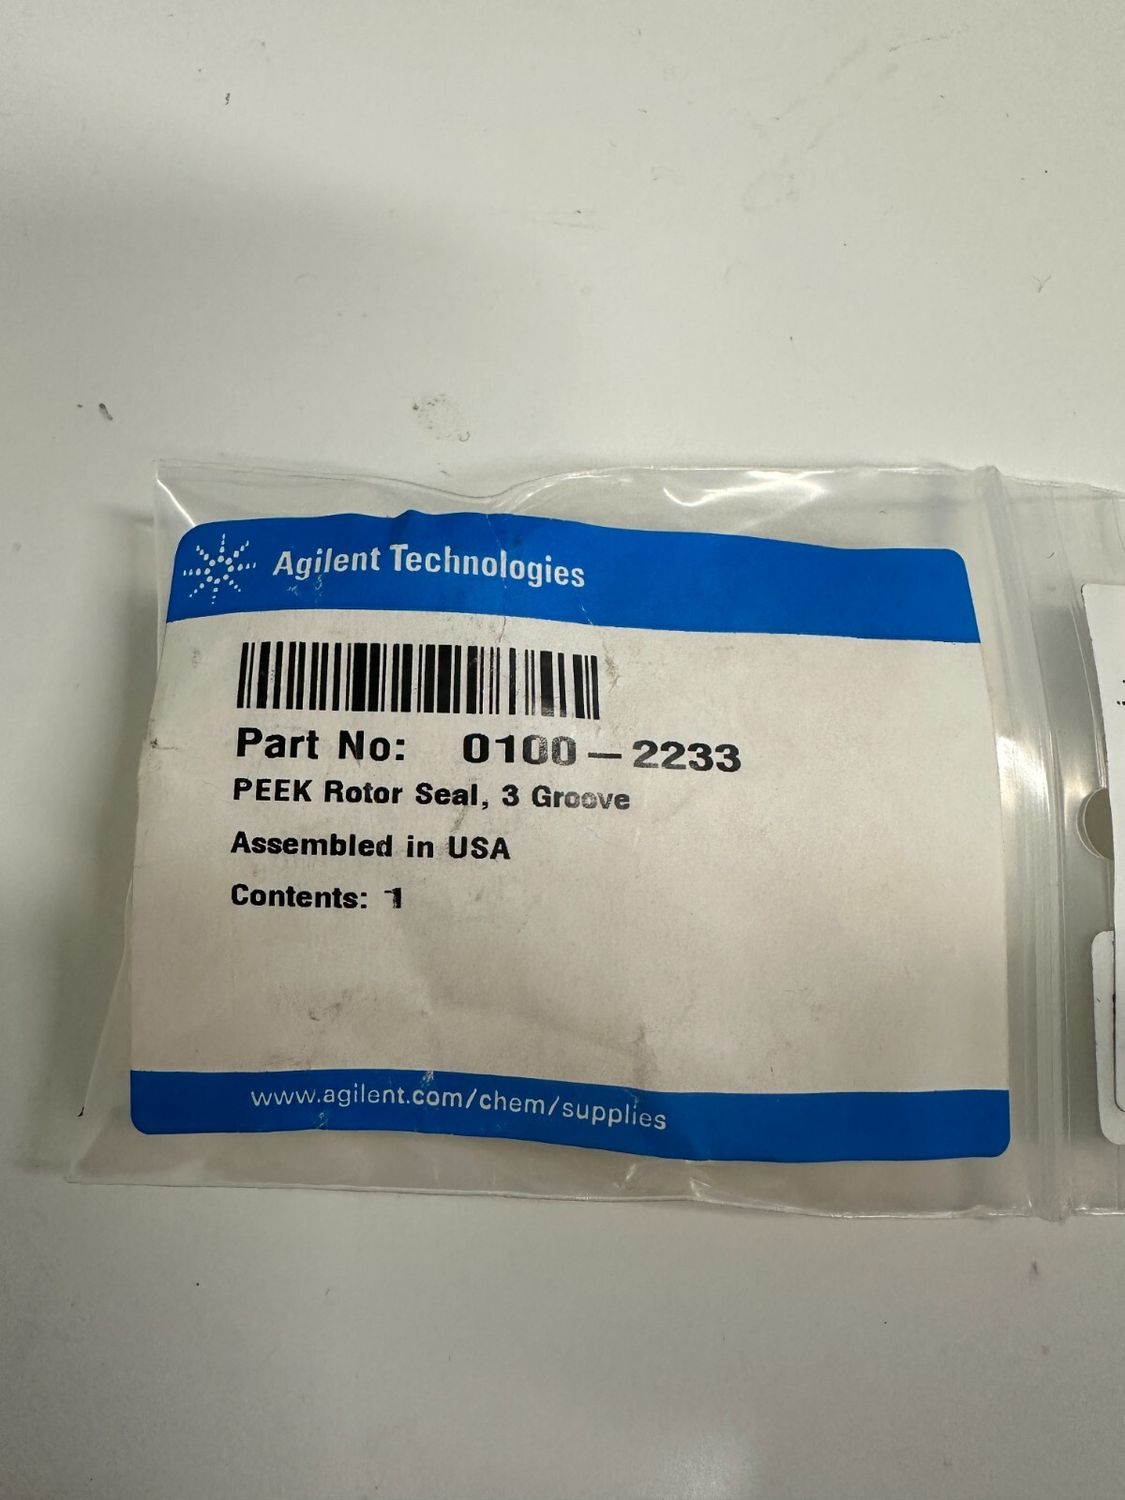 Agilent Technologies
Part No: 0100-2233
PEEK Rotor Seal, 3 Groove
Assembled in USA
Contents: 1
www.agilent.com/chem/supplies